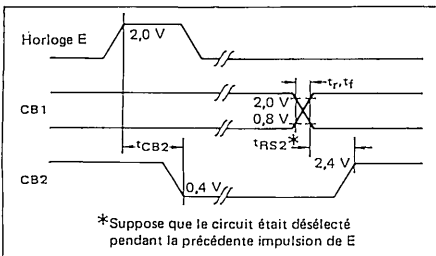 Horloge E
2,0 V
CB1
2,0 V
0,8 V
tr, tf
tCB2
tRS2*
CB2
0,4 V
2,4 V
*Suppose que le circuit était désélecté
pendant la précédente impulsion de E